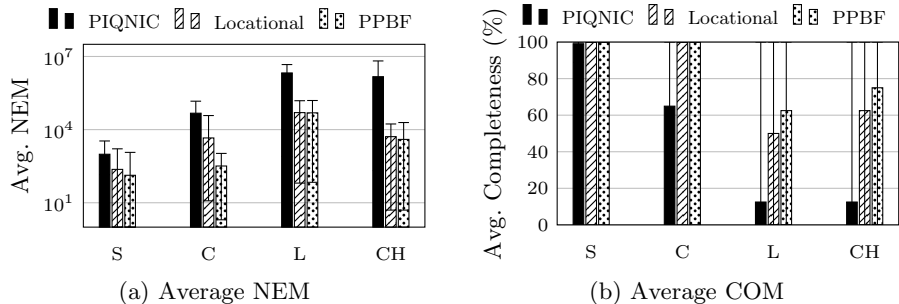 PIQNIC Locational PPBF
Avg. NEM
10^7
10^4
10^1
S C L CH
(a) Average NEM
PIQNIC Locational PPBF
Avg. Completeness (%)
100
80
60
40
20
0
S C L CH
(b) Average COM